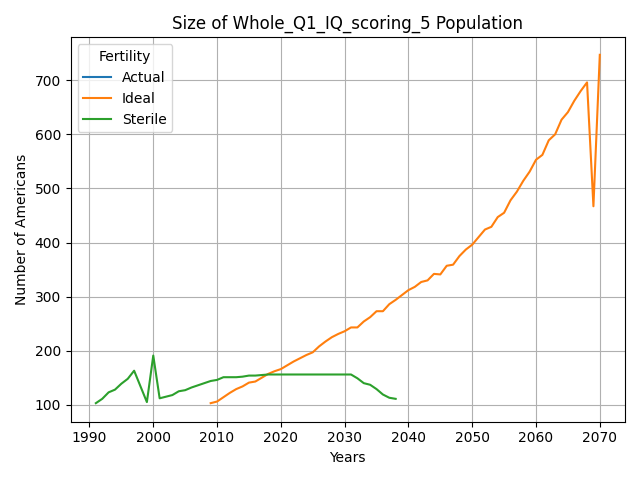 Size of Whole_Q1_IQ_scoring_5 Population
Fertility
Actual
Ideal
Sterile
Number of Americans
700
600
500
400
300
200
100
1990 2000 2010 2020 2030 2040 2050 2060 2070
Years